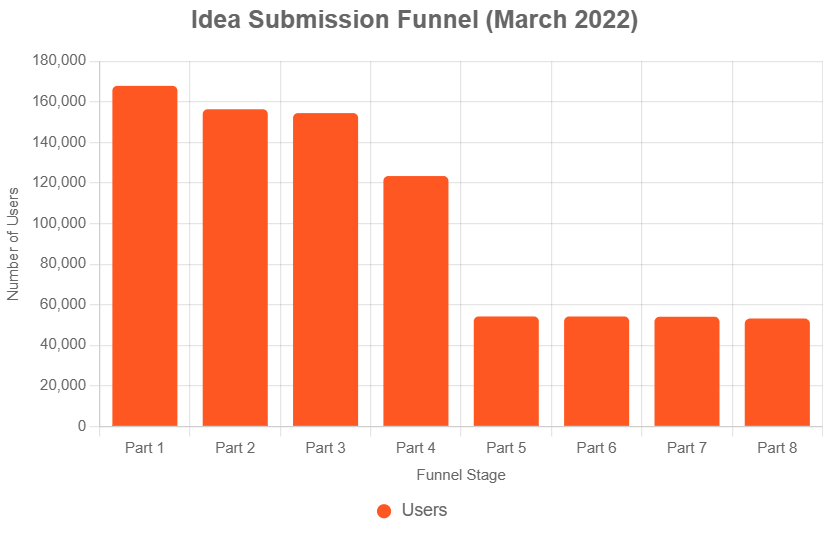 Idea Submission Funnel (March 2022)
180,000
160,000
140,000
120,000
100,000
80,000
60,000
40,000
20,000
0
Number of Users
Part 1 Part 2 Part 3 Part 4 Part 5 Part 6 Part 7 Part 8
Funnel Stage
Users